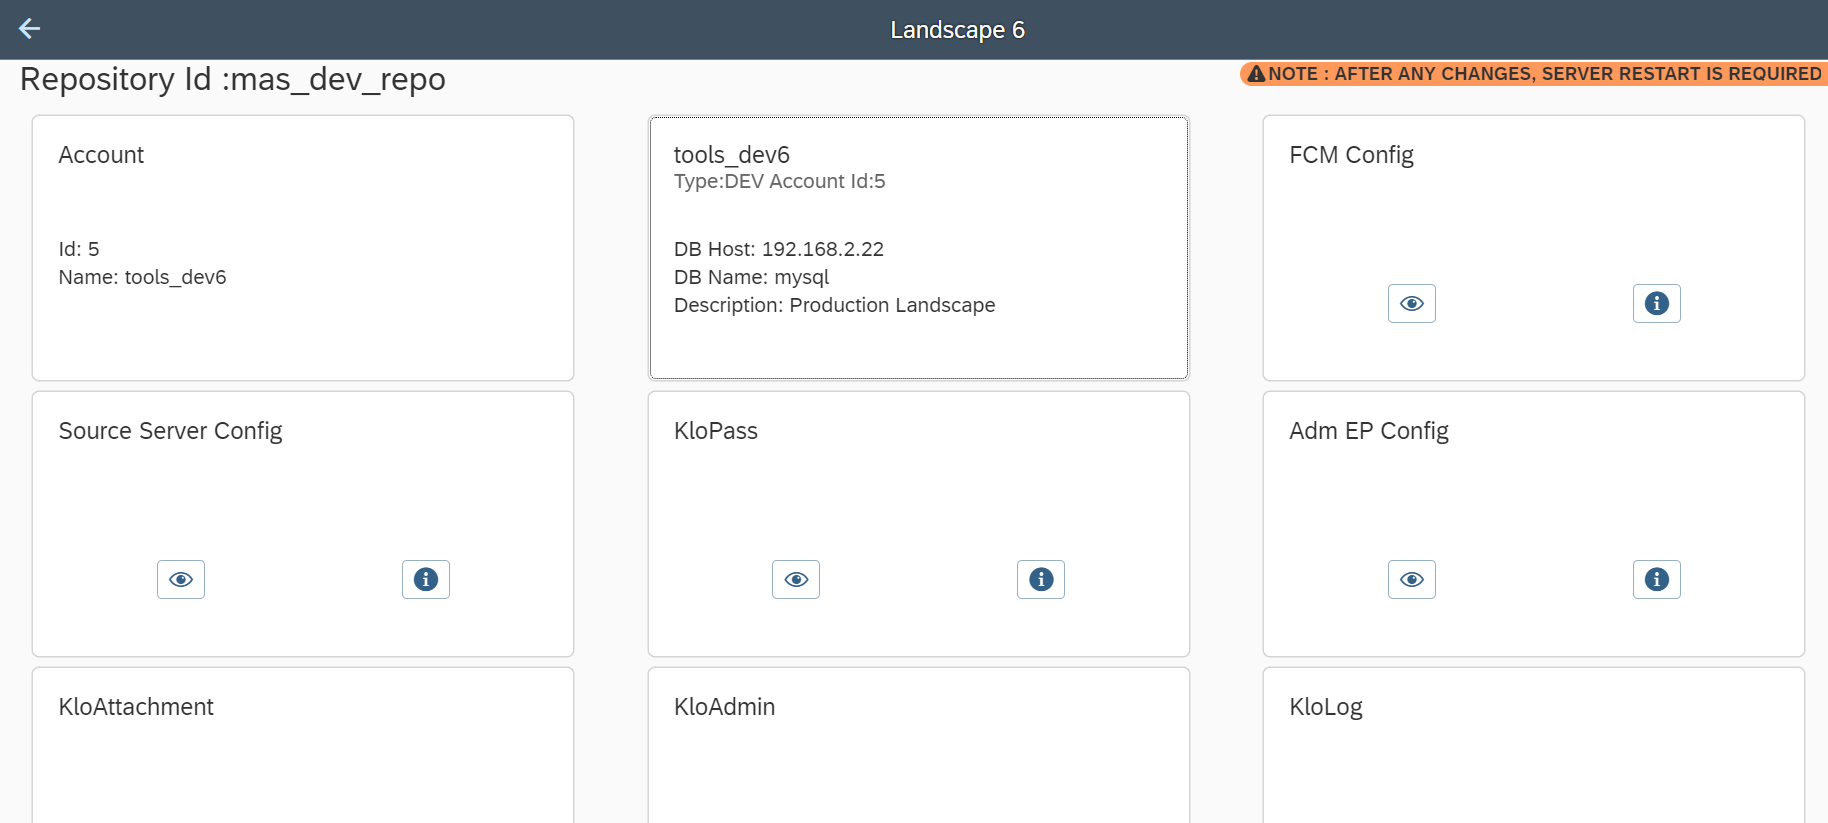 Landscape 6
Repository Id :mas_dev_repo
NOTE : AFTER ANY CHANGES, SERVER RESTART IS REQUIRED
Account
Id: 5
Name: tools_dev6
tools_dev6
Type:DEV Account Id:5
DB Host: 192.168.2.22
DB Name: mysql
Description: Production Landscape
FCM Config
Source Server Config
KloPass
Adm EP Config
KloAttachment
KloAdmin
KloLog